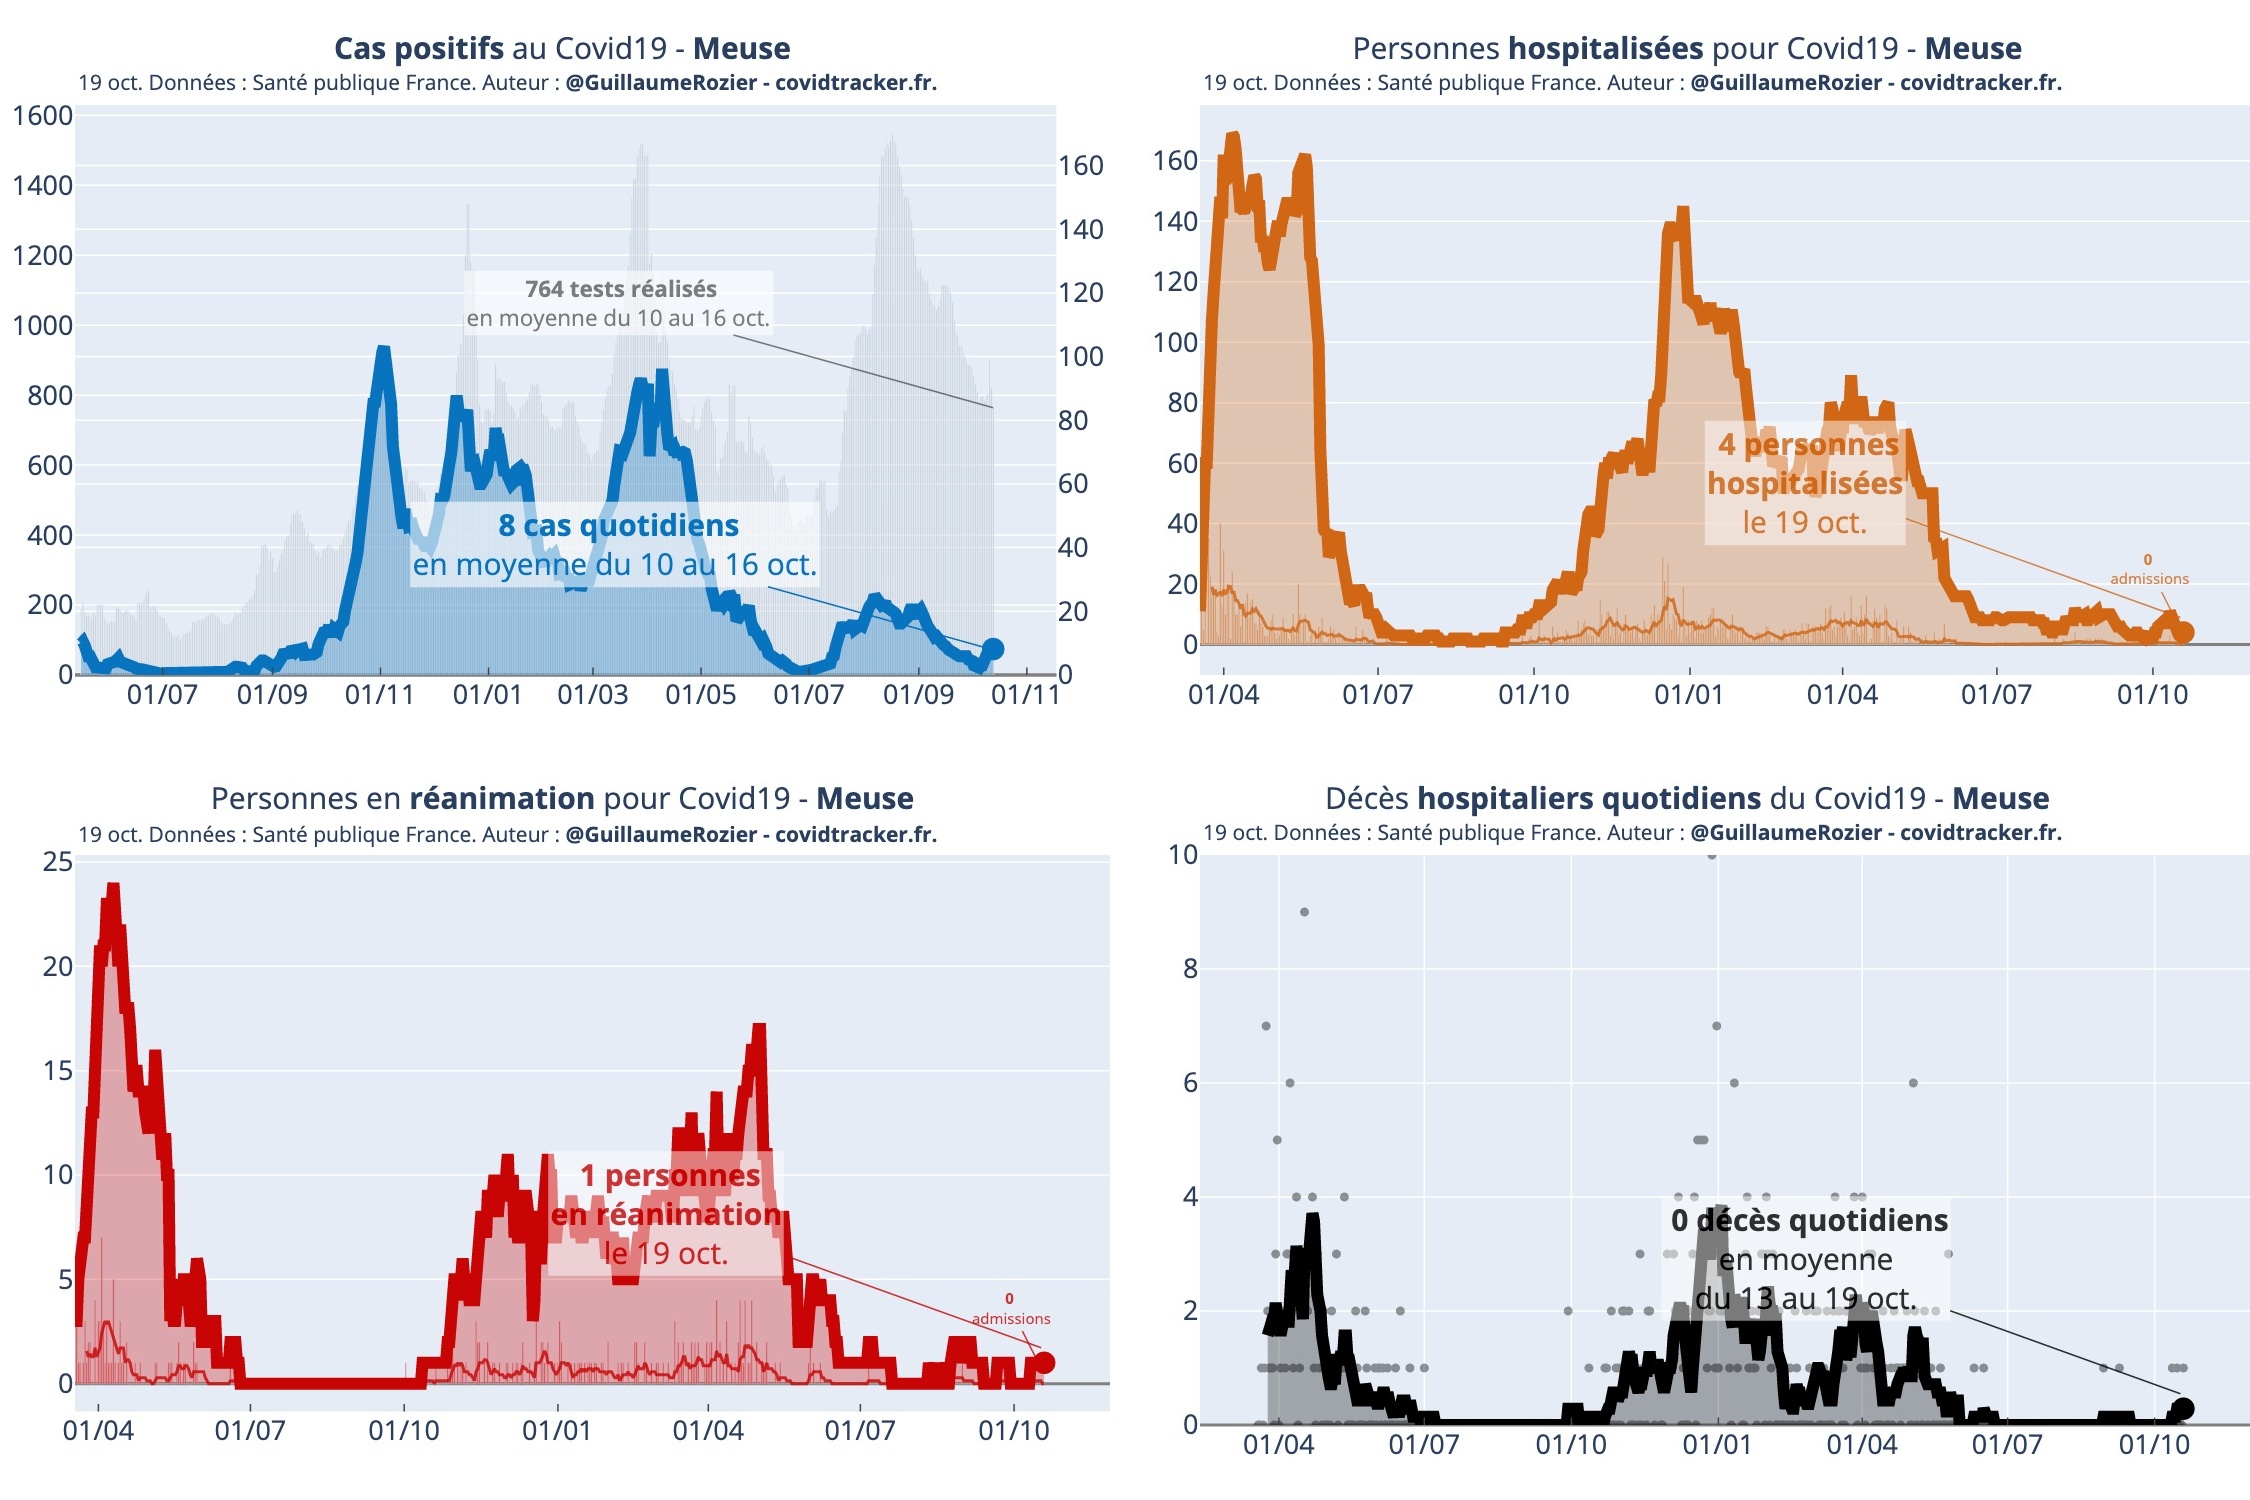 Cas positifs au Covid19 - Meuse
19 oct. Données : Santé publique France. Auteur : @GuillaumeRozier - covidtracker.fr.
1600
1400
1200
1000
800
600
400
200
0
160
140
120
100
80
60
40
20
0
764 tests réalisés
en moyenne du 10 au 16 oct.
8 cas quotidiens
en moyenne du 10 au 16 oct.
01/07 01/09 01/11 01/01 01/03 01/05 01/07 01/09 01/11
Personnes hospitalisées pour Covid19 - Meuse
19 oct. Données : Santé publique France. Auteur : @GuillaumeRozier - covidtracker.fr.
160
140
120
100
80
60
40
20
0
4 personnes
hospitalisées
le 19 oct.
0
admissions
01/04 01/07 01/10 01/01 01/04 01/07 01/10
Personnes en réanimation pour Covid19 - Meuse
19 oct. Données : Santé publique France. Auteur : @GuillaumeRozier - covidtracker.fr.
25
20
15
10
5
0
1 personnes
en réanimation
le 19 oct.
0
admissions
01/04 01/07 01/10 01/01 01/04 01/07 01/10
Décès hospitaliers quotidiens du Covid19 - Meuse
19 oct. Données : Santé publique France. Auteur : @GuillaumeRozier - covidtracker.fr.
10
8
6
4
2
0
0 décès quotidiens
en moyenne
du 13 au 19 oct.
01/04 01/07 01/10 01/01 01/04 01/07 01/10